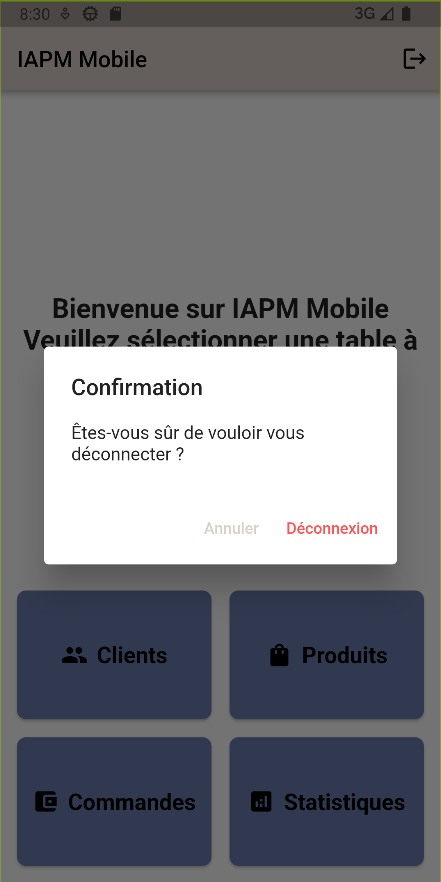 8:30 3G
IAPM Mobile
Bienvenue sur IAPM Mobile
Veuillez sélectionner une table à
Confirmation
Êtes-vous sûr de vouloir vous
déconnecter ?
Annuler Déconnexion
Clients Produits
Commandes Statistiques